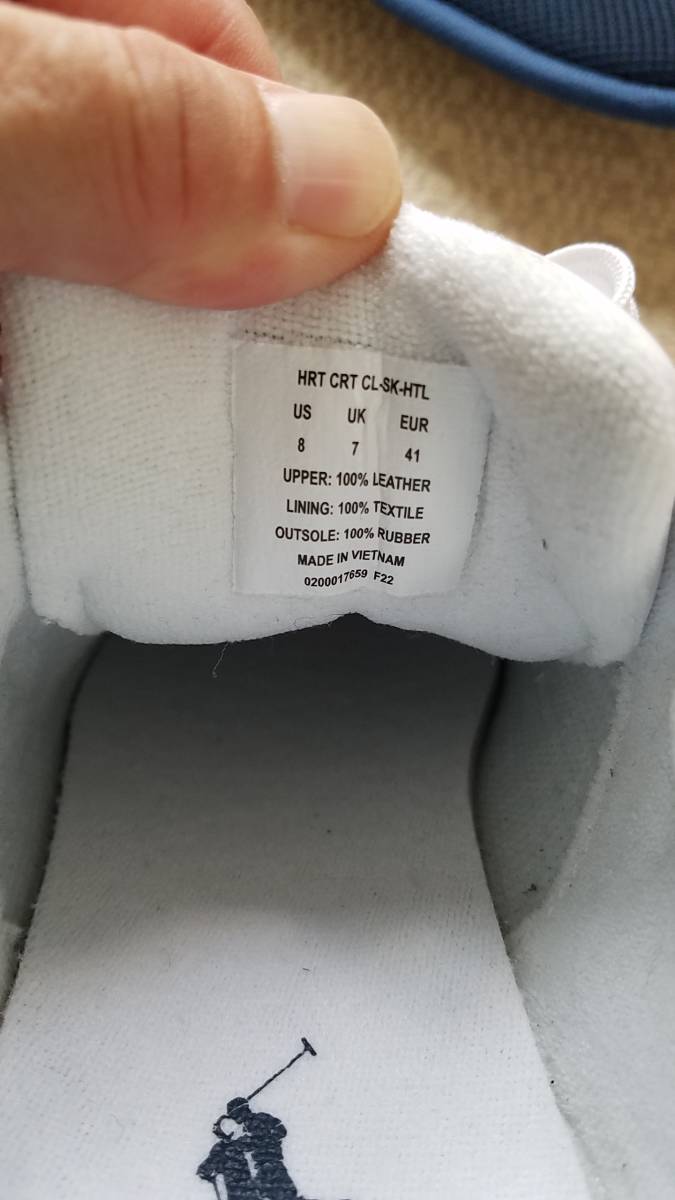 HRT CRT CL-SK-HTL
US UK EUR
8 7 41
UPPER: 100% LEATHER
LINING: 100% TEXTILE
OUTSOLE: 100% RUBBER
MADE IN VIETNAM
0200017659 F22